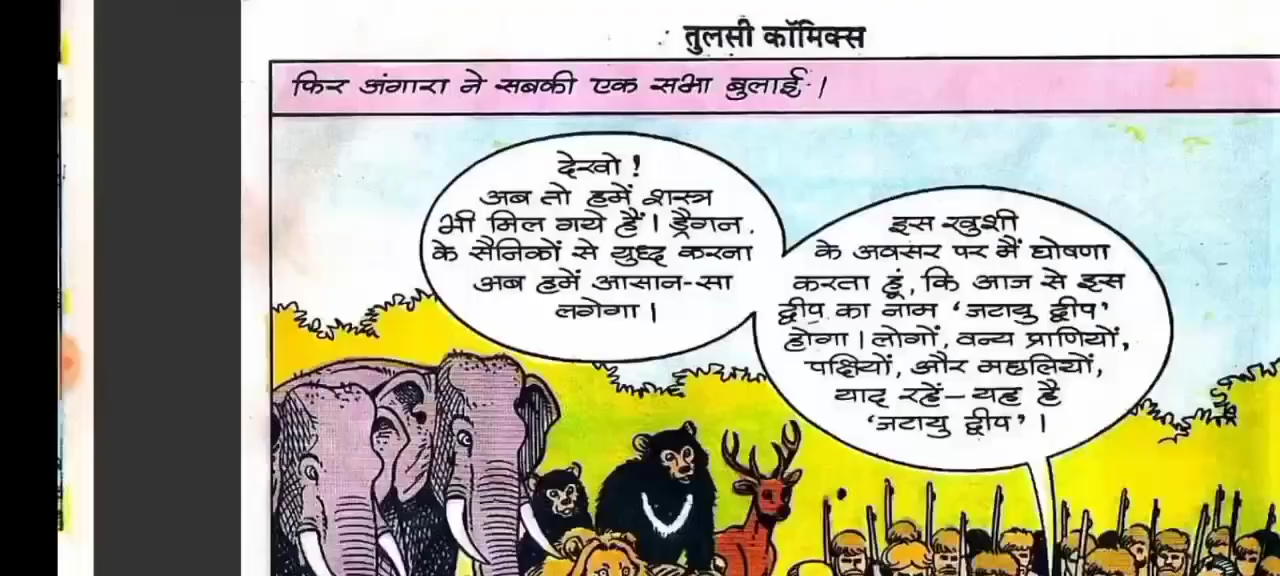 तुलसी कॉमिक्स
फिर अंगारा ने सबकी एक सभा बुलाई।
देखो !
अब तो हमें शस्त्र
भी मिल गये हैं। ड्रैगन
के सैनिकों से युध्द करना
अब हमें आसान-सा
लगेगा।
इस खुशी
के अवसर पर मैं घोषणा
करता हूं, कि आज से इस
द्वीप का नाम 'जटायु द्वीप'
होगा। लोगों, वन्य प्राणियों,
पक्षियों, और मछलियों,
याद रहें- यह है
'जटायु द्वीप'।